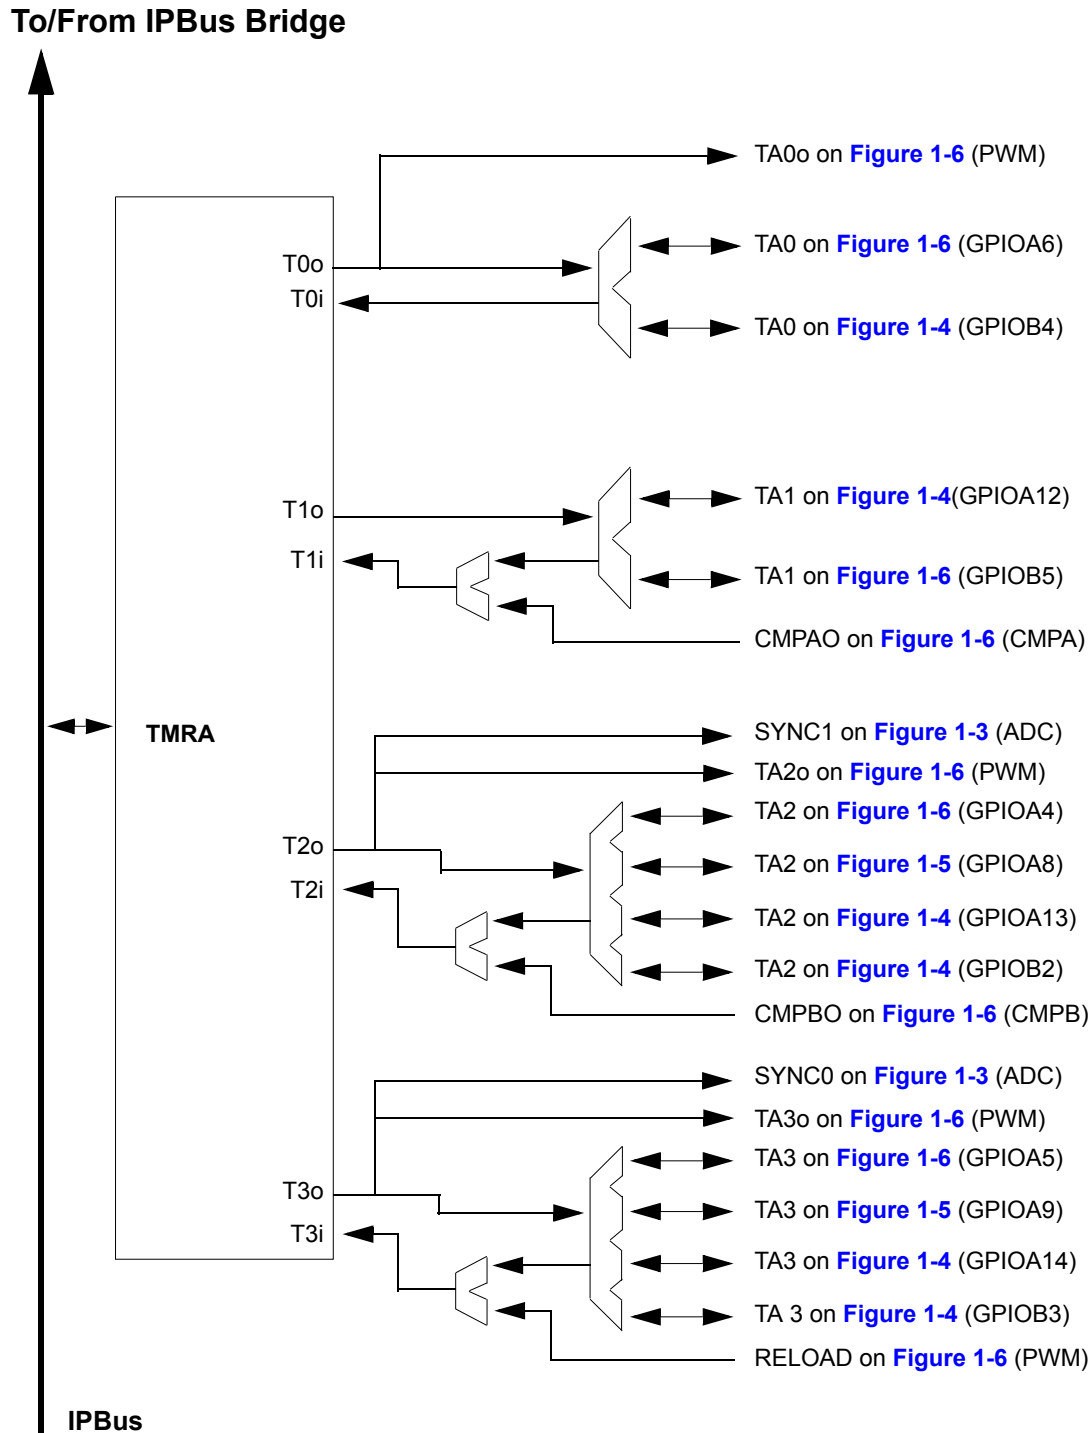 To/From IPBus Bridge
TA0o on Figure 1-6 (PWM)
TA0 on Figure 1-6 (GPIOA6)
T0o
T0i
TA0 on Figure 1-4 (GPIOB4)
TA1 on Figure 1-4(GPIOA12)
T1o
T1i
TA1 on Figure 1-6 (GPIOB5)
CMPAO on Figure 1-6 (CMPA)
TMRA
SYNC1 on Figure 1-3 (ADC)
TA2o on Figure 1-6 (PWM)
TA2 on Figure 1-6 (GPIOA4)
T2o
TA2 on Figure 1-5 (GPIOA8)
T2i
TA2 on Figure 1-4 (GPIOA13)
TA2 on Figure 1-4 (GPIOB2)
CMPBO on Figure 1-6 (CMPB)
SYNC0 on Figure 1-3 (ADC)
TA3o on Figure 1-6 (PWM)
TA3 on Figure 1-6 (GPIOA5)
T3o
TA3 on Figure 1-5 (GPIOA9)
T3i
TA3 on Figure 1-4 (GPIOA14)
TA 3 on Figure 1-4 (GPIOB3)
RELOAD on Figure 1-6 (PWM)
IPBus